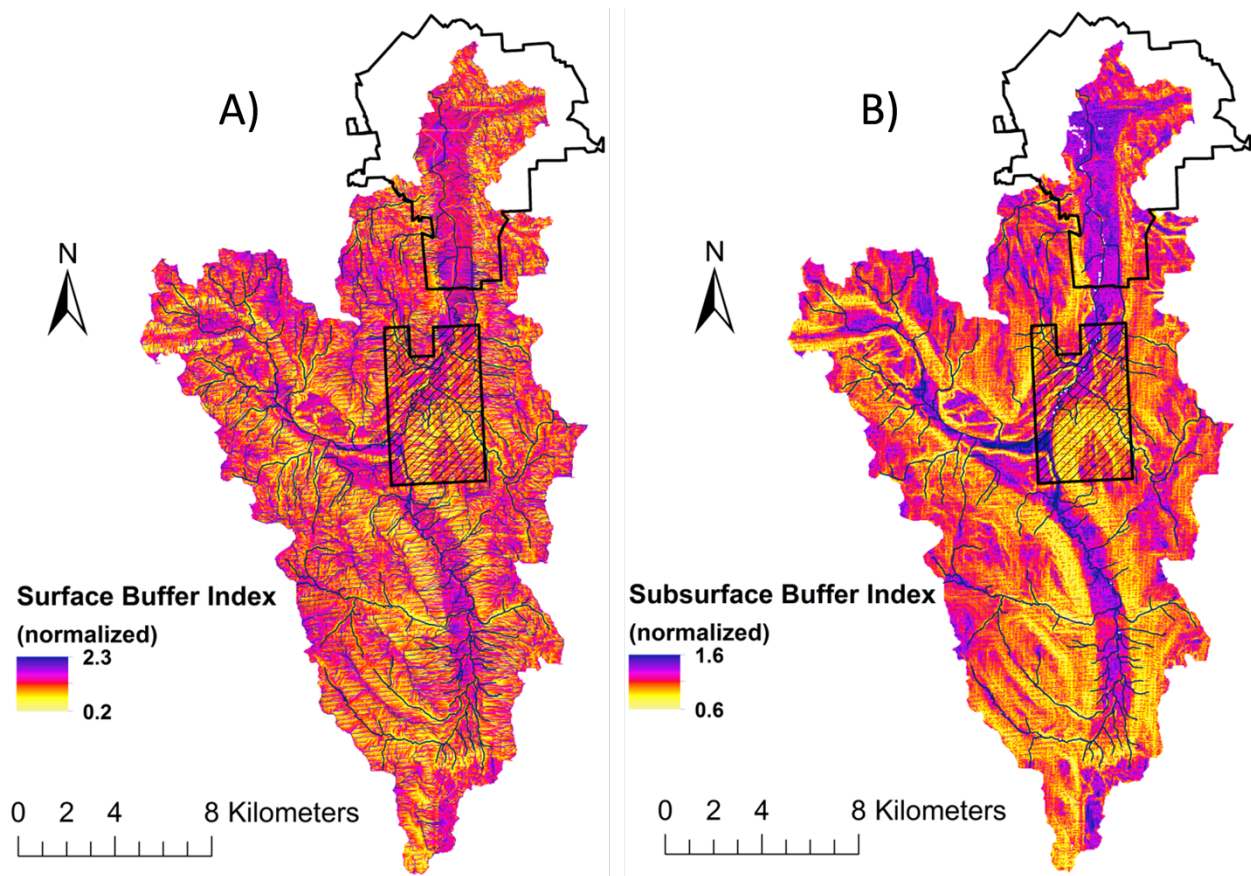 A)
N
Surface Buffer Index
(normalized)
2.3
0.2
0 2 4 8 Kilometers
B)
N
Subsurface Buffer Index
(normalized)
1.6
0.6
0 2 4 8 Kilometers